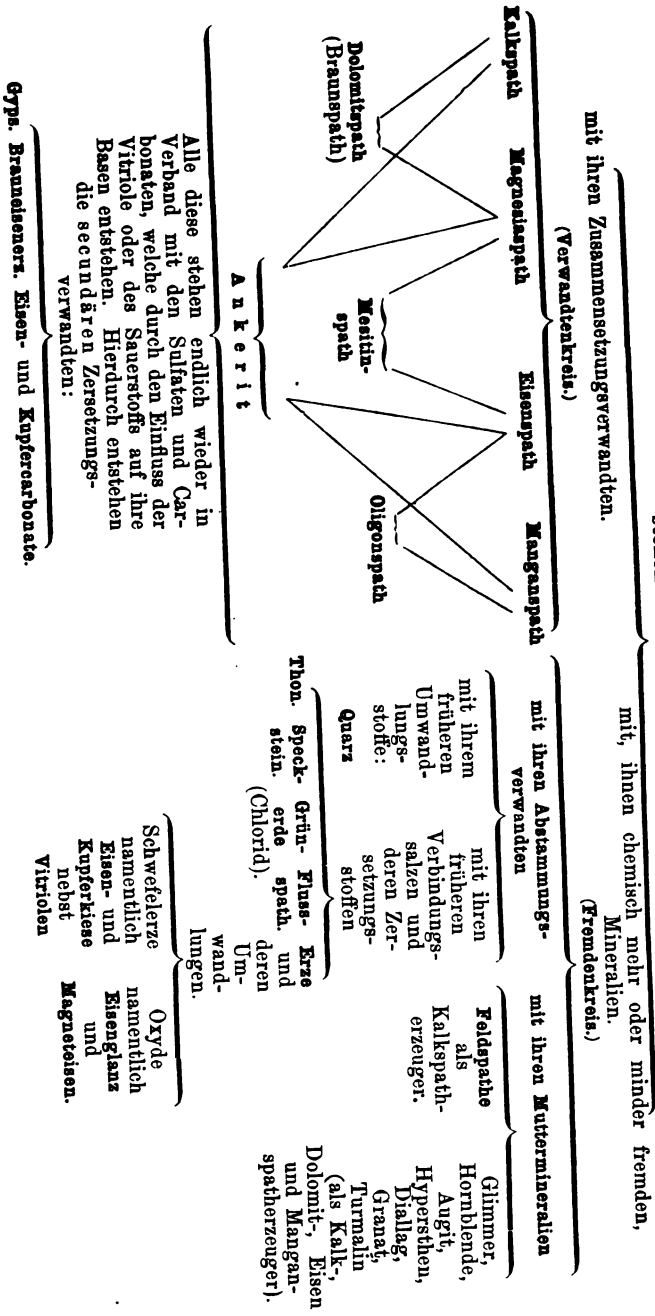 mit ihren Zusammensetzungsverwandten.
(Verwandtenkreis.)
Kalkspath Magnesiaspath Eisenspath Manganspath
Dolomitspath
(Braunspath)
Mesitin-
spath
Oligonspath
Ankerit
Alle diese stehen endlich wieder in
Verband mit den Sulfaten und Car-
bonaten, welche durch den Einfluss der
Vitriole oder des Sauerstoffs auf ihre
Basen entstehen. Hierdurch entstehen
die secundären Zersetzungs-
verwandten:
Gyps. Brauneisenerz. Eisen- und Kupfercarbonate.
mit, ihnen chemisch mehr oder minder fremden,
Mineralien.
(Fremdenkreis.)
mit ihren Abstammungs-
verwandten
mit ihrem
früheren
Umwand-
lungs-
stoffe:
Quarz
mit ihren
früheren
Verbindungs-
salzen und
deren Zer-
setzungs-
stoffen
Thon. Speck- Grün- Fluss- Erze
stein. erde spath. und
(Chlorid). deren
Um-
wand-
lungen.
Schwefelerze
namentlich
Eisen- und
Kupferkiese
nebst
Vitriolen
Oxyde
namentlich
Eisenglanz
und
Magneteisen.
mit ihren Muttermineralien
Feldspathe
als
Kalkspath-
erzeuger.
Glimmer,
Hornblende,
Augit,
Hypersthen,
Diallag,
Granat,
Turmalin
(als Kalk-,
Dolomit-, Eisen
und Mangan-
spatherzeuger).